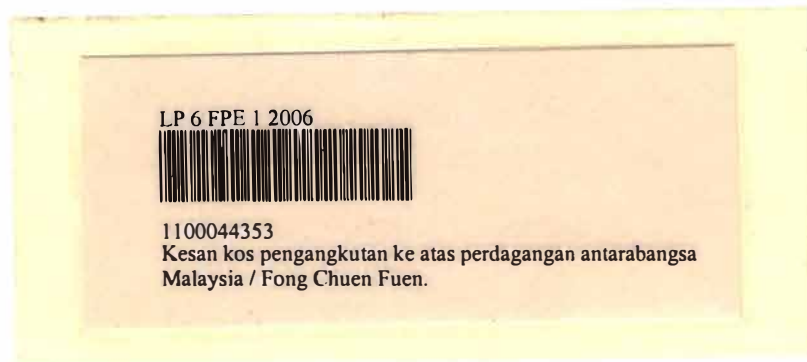 LP 6 FPE 1 2006
1100044353
Kesan kos pengangkutan ke atas perdagangan antarabangsa
Malaysia / Fong Chuen Fuen.